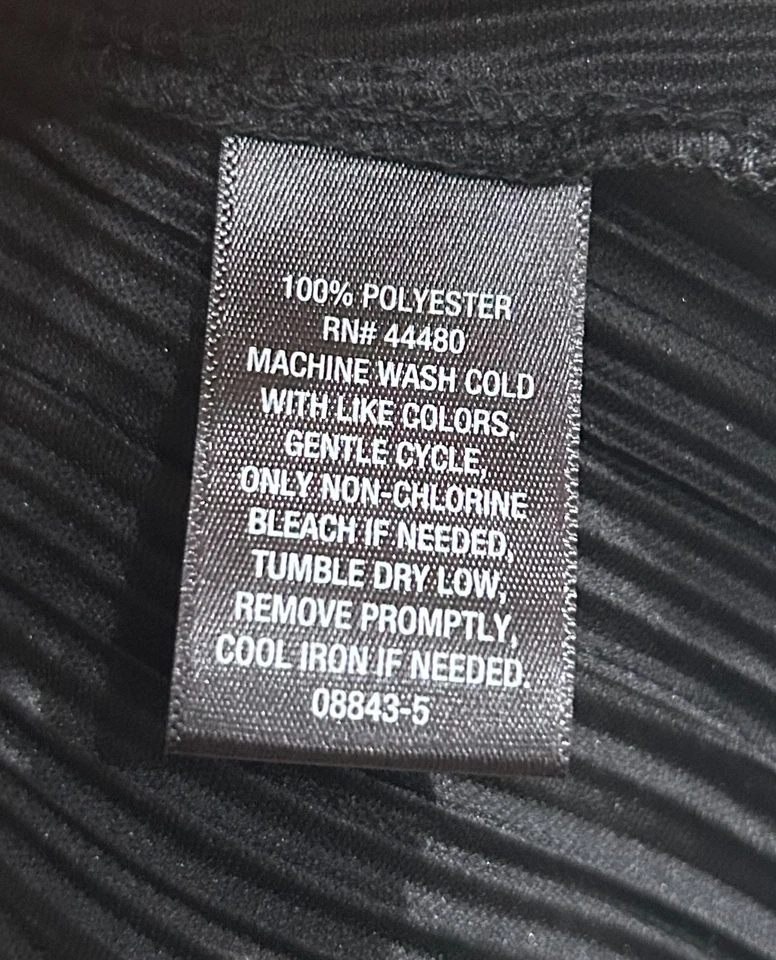 100% POLYESTER
RN# 44480
MACHINE WASH COLD
WITH LIKE COLORS,
GENTLE CYCLE,
ONLY NON-CHLORINE
BLEACH IF NEEDED,
TUMBLE DRY LOW,
REMOVE PROMPTLY,
COOL IRON IF NEEDED.
08843-5